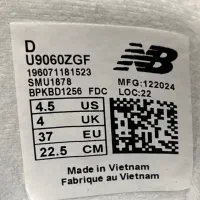 D
U9060ZGF
196071181523
SMU1878
BPKBD1256 FDC
NB
MFG:122024
LOC:22
4.5 US
4 UK
37 EU
22.5 CM
Made in Vietnam
Fabriqué au Vietnam